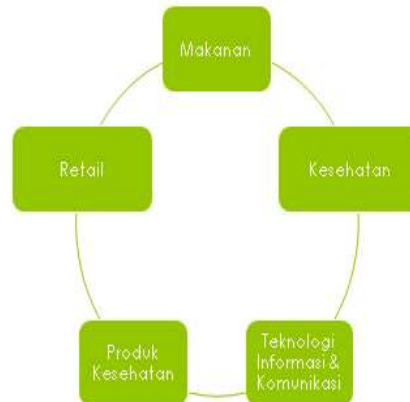 Makanan
Retail
Kesehatan
Produk
Kesehatan
Teknologi
Informasi &
Komunikasi